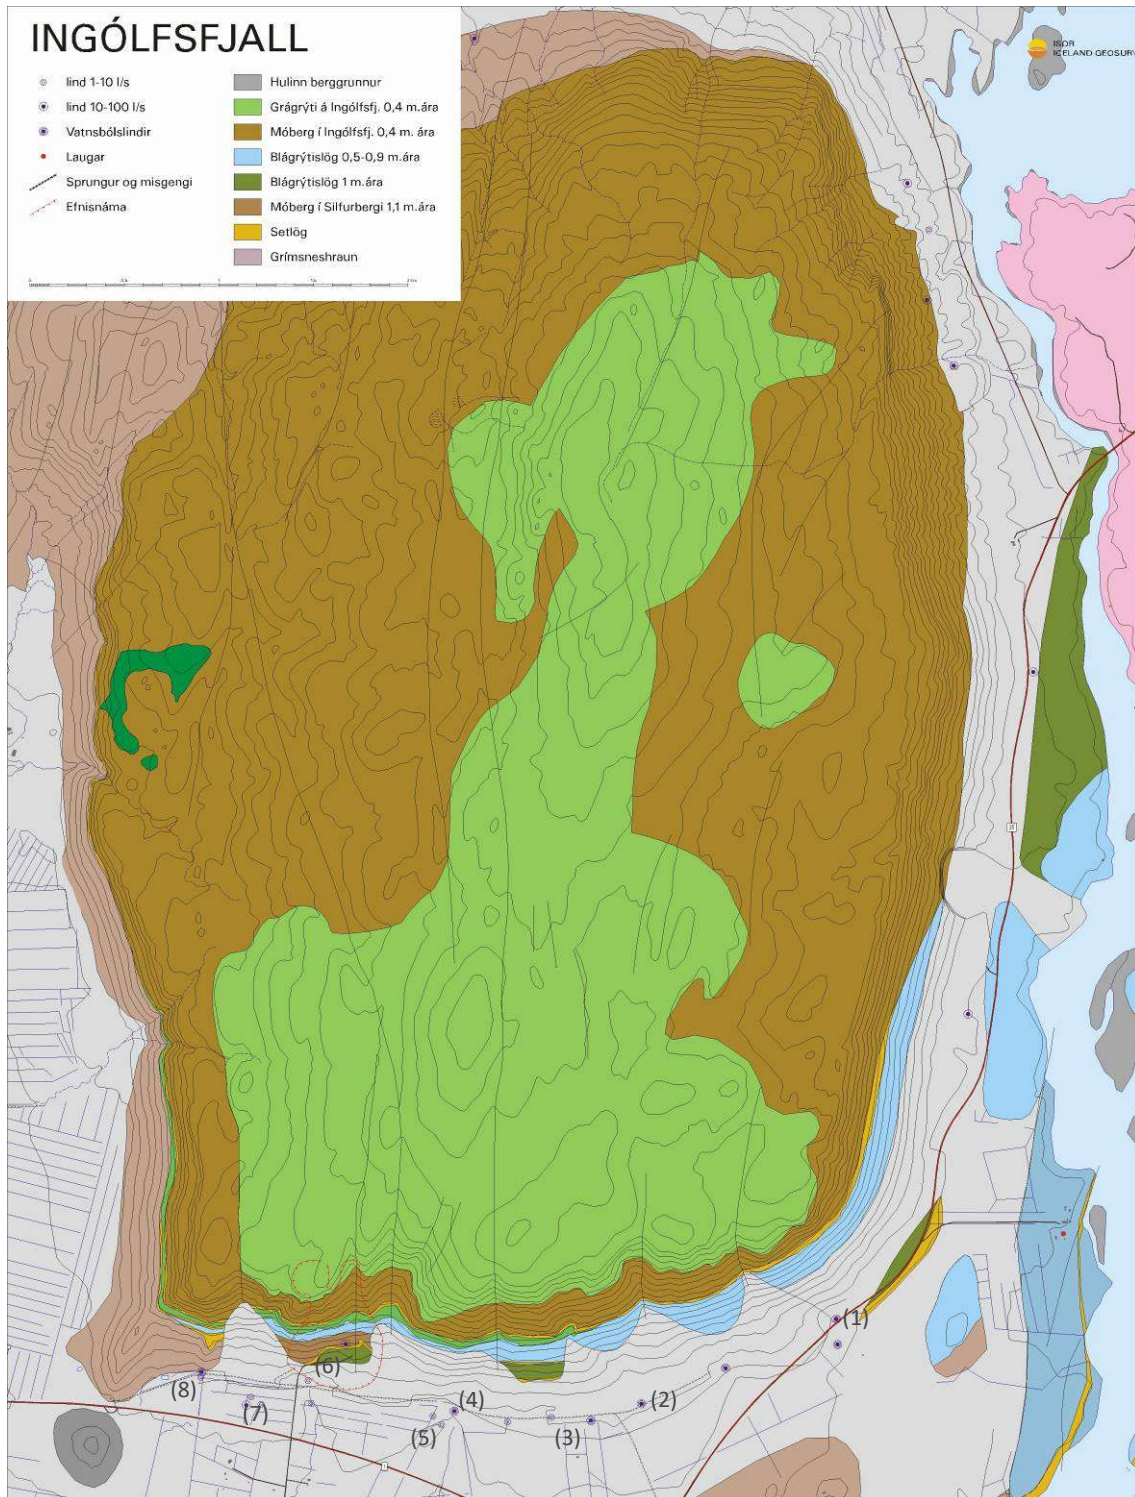 INGÓLFSFJALL
lind 1-10 l/s
lind 10-100 l/s
Vatnsbólslindir
Laugar
Sprungur og misgengi
Efnisnáma
Hulinn berggrunnur
Grágrýti á Ingólfsfj. 0,4 m.ára
Móberg í Ingólfsfj. 0,4 m. ára
Blágrýtislög 0,5-0,9 m.ára
Blágrýtislög 1 m.ára
Móberg í Silfurbergi 1,1 m.ára
Setlög
Grímsneshraun
ISOR
ICELAND GEOSURV
(1)
(6)
(8)
(7)
(4)
(2)
(5)
(3)